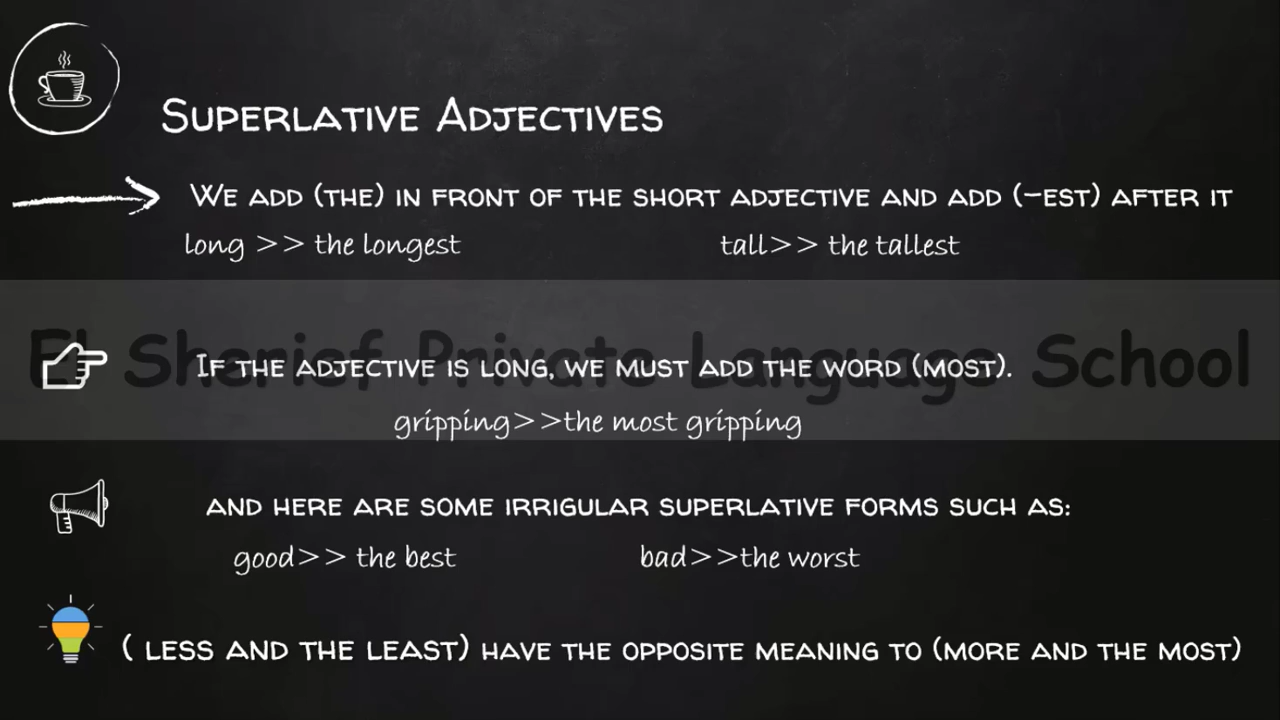 Superlative Adjectives
We add (the) in front of the short adjective and add (-est) after it
long >> the longest tall>> the tallest
El Sherief Private Language School
If the adjective is long, we must add the word (most).
gripping>>the most gripping
and here are some irrigular superlative forms such as:
good>> the best bad>>the worst
( less and the least) have the opposite meaning to (more and the most)